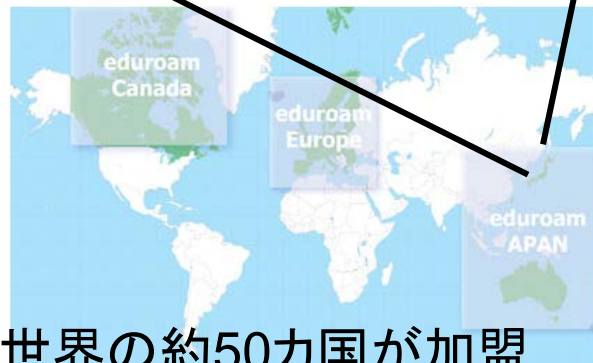 eduroam
Canada
eduroam
Europe
eduroam
APAN
世界の約50カ国が加盟